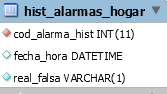 hist_alarmas_hogar
cod_alarma_hist INT(11)
fecha_hora DATETIME
real_falsa VARCHAR(1)